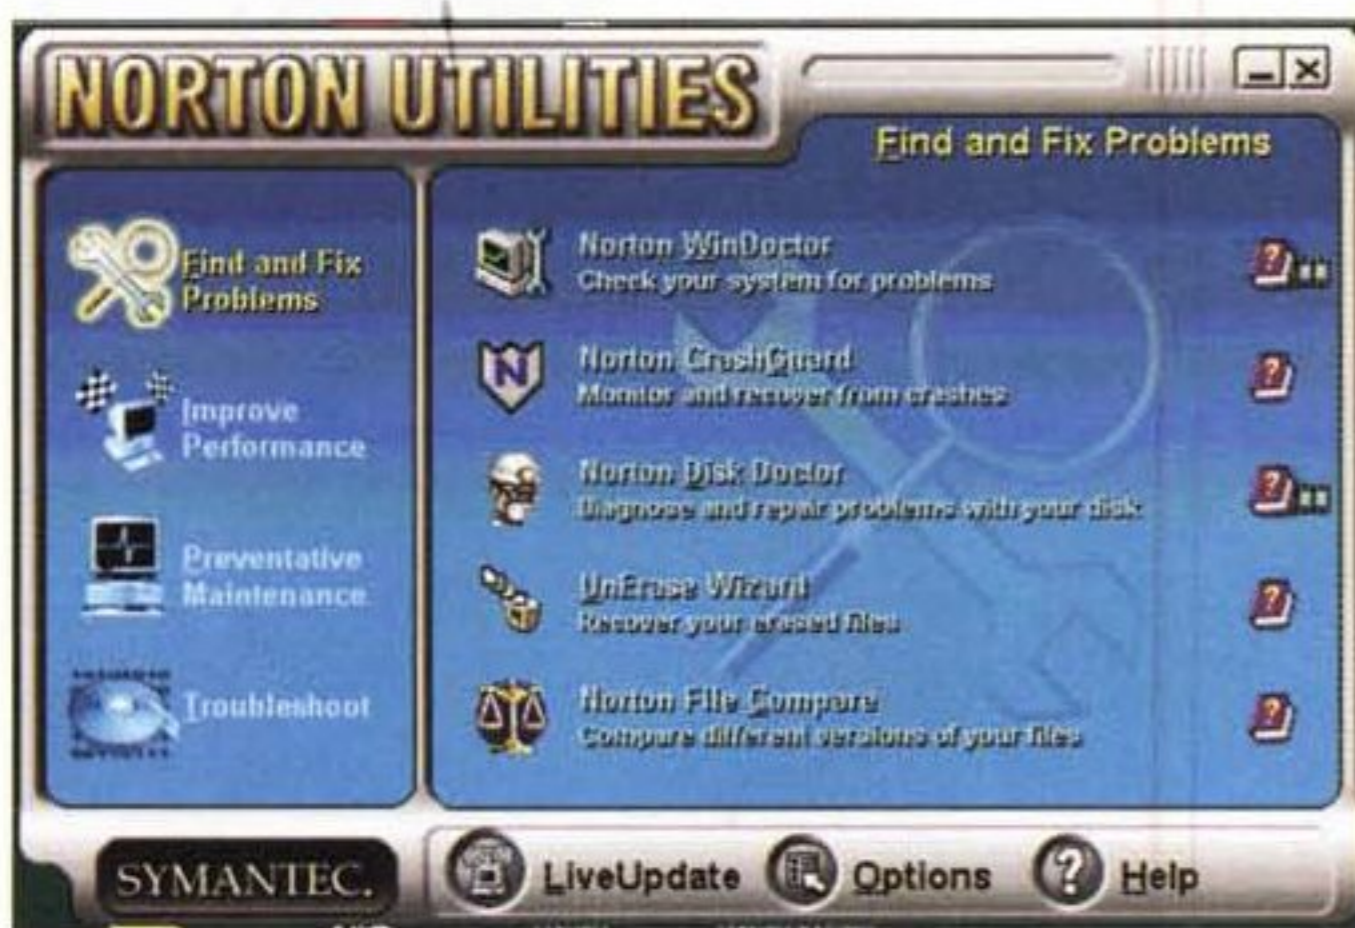 NORTON UTILITIES
Find and Fix Problems
Find and Fix
Problems
Improve
Performance
Preventative
Maintenance
Troubleshoot
Norton WinDoctor
Check your system for problems
Norton CrashGuard
Monitor and recover from crashes
N
Norton Disk Doctor
Diagnose and repair problems with your disk
UnErase Wizard
Recover your erased files
Norton File Compare
Compare different versions of your files
SYMANTEC.
LiveUpdate
Options
? Help